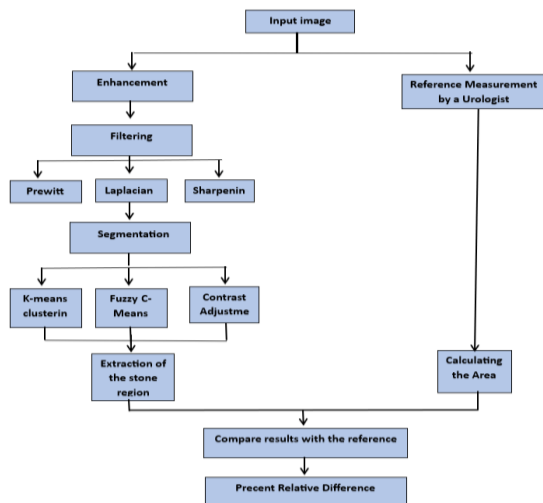 Input image
Enhancement
Reference Measurement
by a Urologist
Filtering
Prewitt
Laplacian
Sharpenin
Segmentation
K-means
clusterin
Fuzzy C-
Means
Contrast
Adjustme
Extraction of
the stone
region
Calculating
the Area
Compare results with the reference
Precent Relative Difference